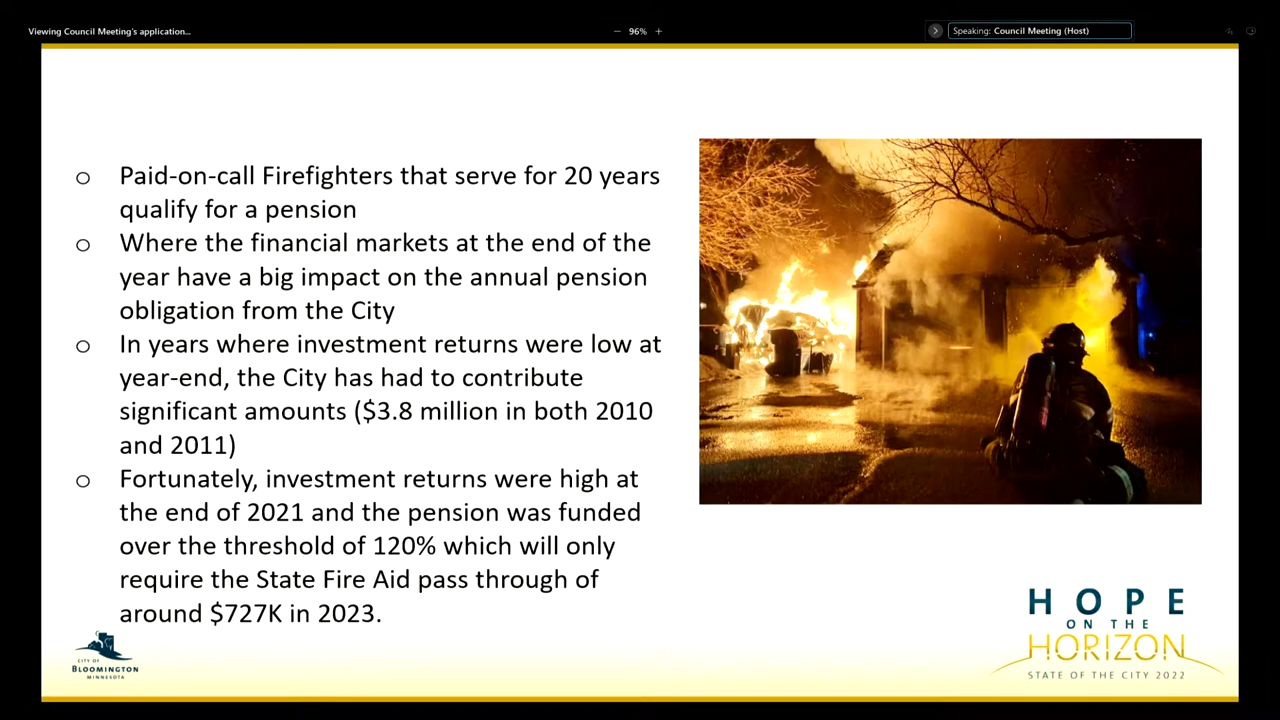 Viewing Council Meeting's application...
− 96% +
Speaking: Council Meeting (Host)
o Paid-on-call Firefighters that serve for 20 years
qualify for a pension
o Where the financial markets at the end of the
year have a big impact on the annual pension
obligation from the City
o In years where investment returns were low at
year-end, the City has had to contribute
significant amounts ($3.8 million in both 2010
and 2011)
o Fortunately, investment returns were high at
the end of 2021 and the pension was funded
over the threshold of 120% which will only
require the State Fire Aid pass through of
around $727K in 2023.
CITY OF
BLOOMINGTON
MINNESOTA
HOPE
ON THE
HORIZON
STATE OF THE CITY 2022